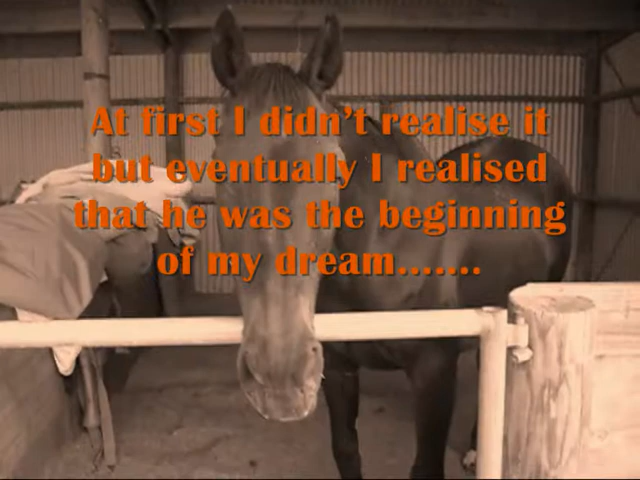 At first I didn't realise it
but eventually I realised
that he was the beginning
of my dream.......